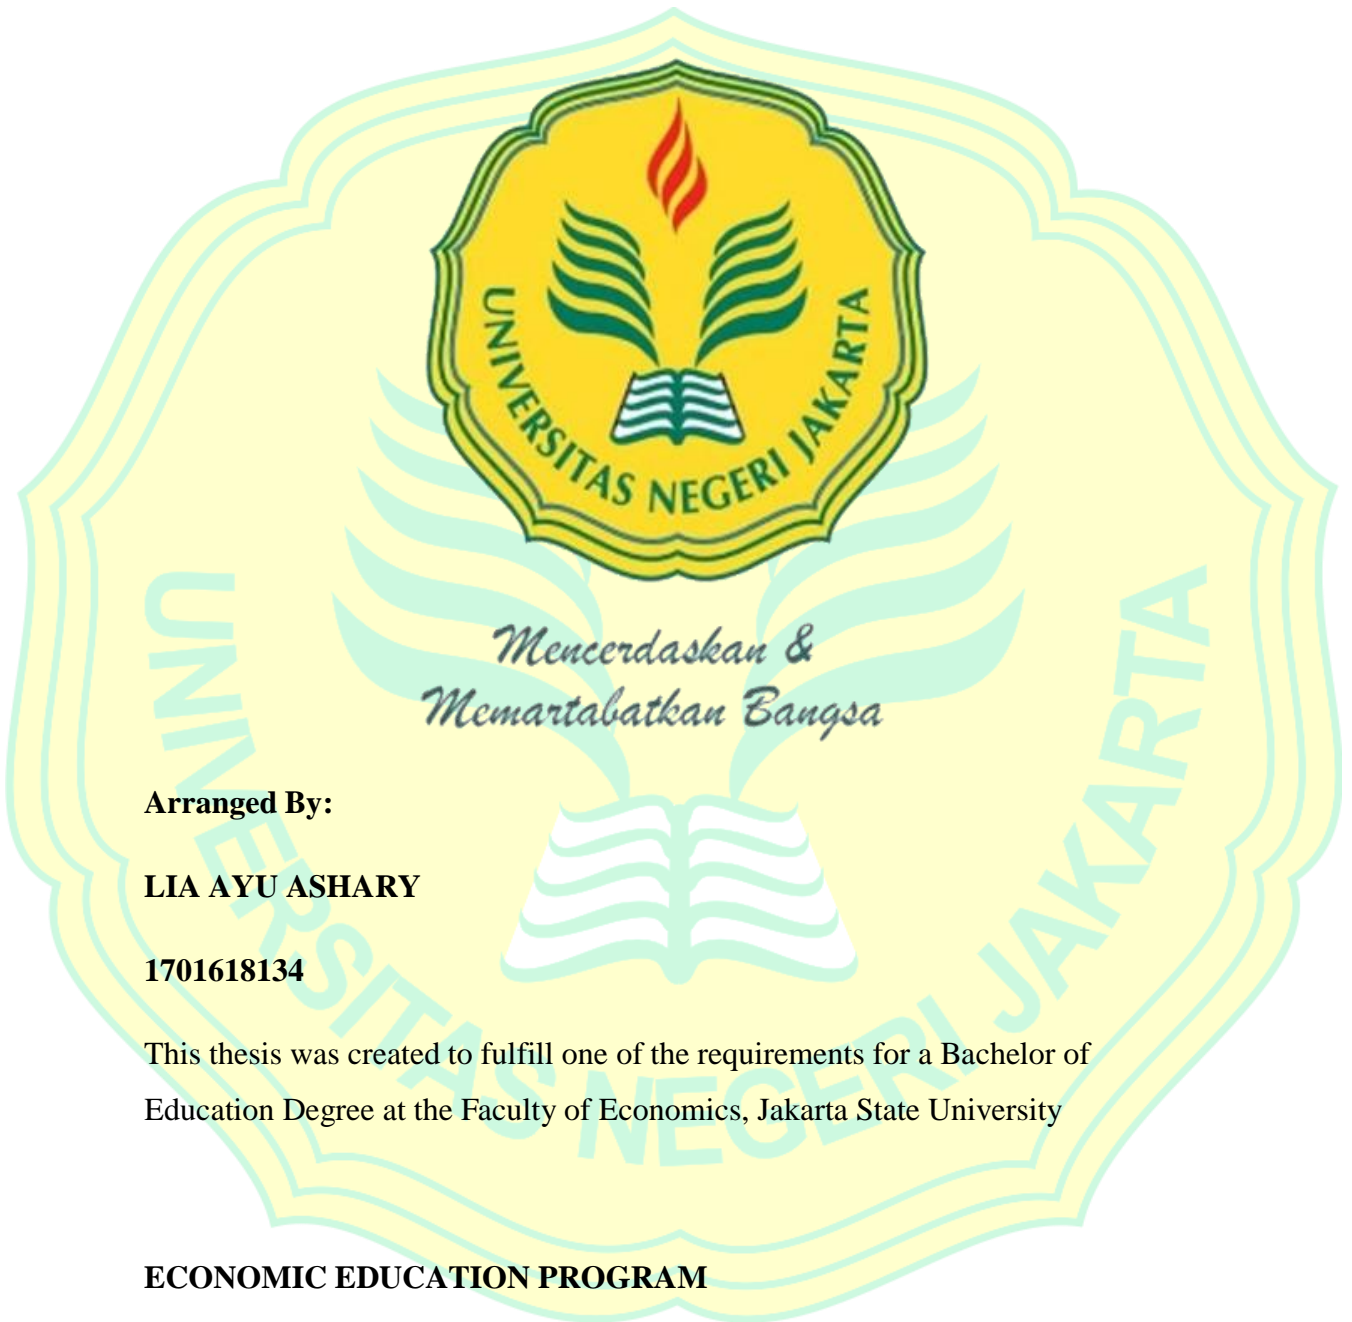 UNIVERSITAS NEGERI JAKARTA
Mencerdaskan &
Memartabatkan Bangsa
Arranged By:
LIA AYU ASHARY
1701618134
This thesis was created to fulfill one of the requirements for a Bachelor of
Education Degree at the Faculty of Economics, Jakarta State University
ECONOMIC EDUCATION PROGRAM
UNIVERSITAS NEGERI JAKARTA